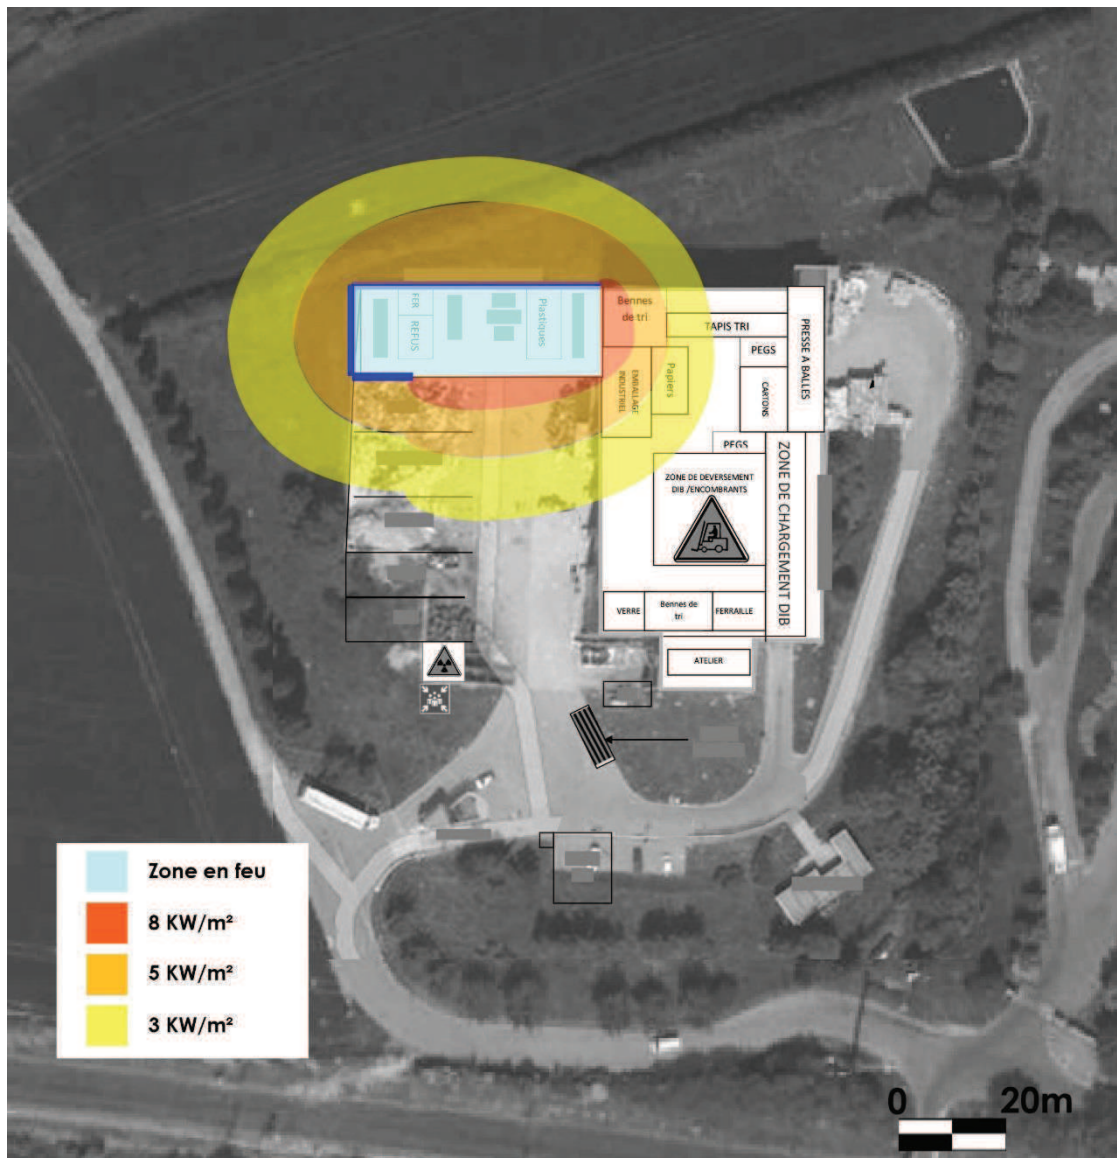 FER
REFUS
Plastiques
Bennes
de tri
TAPIS TRI
PRESSE A BALLES
PEGS
EMBALLAGE
INDUSTRIEL
Papiers
CARTONS
PEGS
ZONE DE DEVERSEMENT
DIB /ENCOMBRANTS
ZONE DE CHARGEMENT DIB
VERRE
Bennes de
tri
FERRAILLE
ATELIER
Zone en feu
8 KW/m²
5 KW/m²
3 KW/m²
0 20m